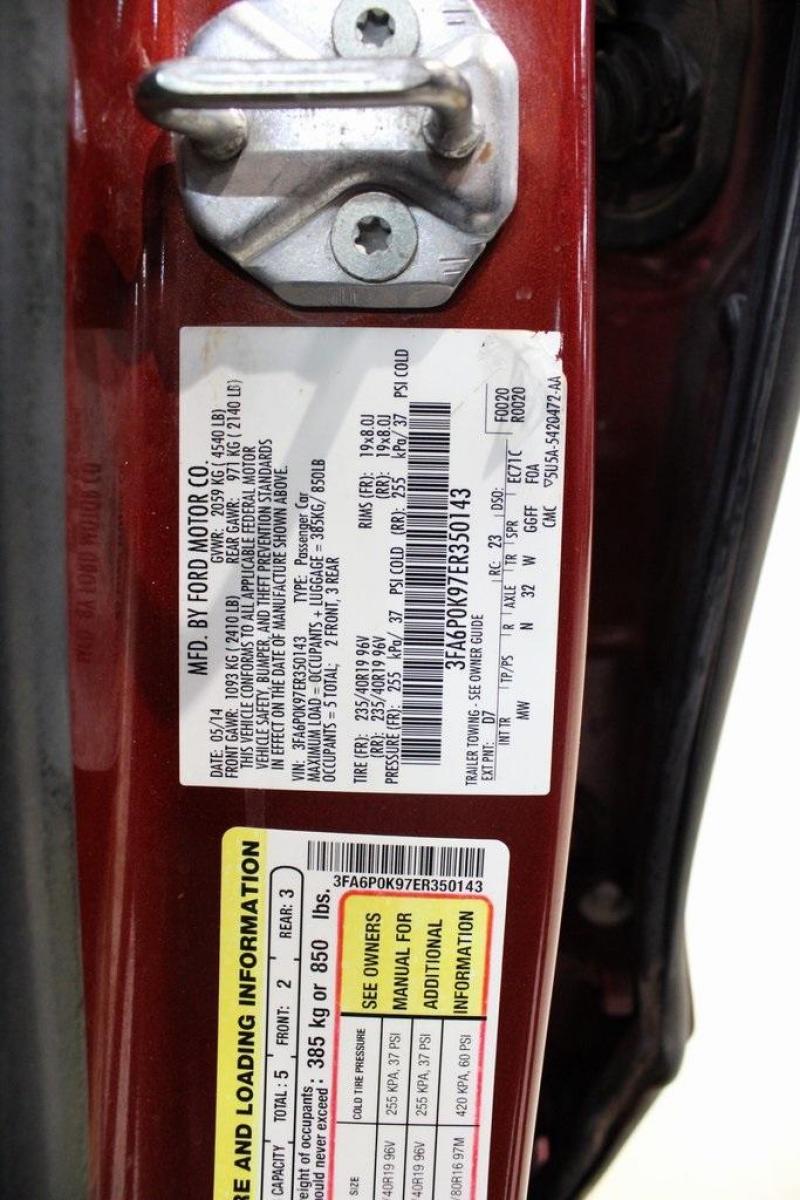 MFD. BY FORD MOTOR CO.
DATE: 05/14 GVWR: 2059 KG ( 4540 LB)
FRONT GAWR: 1093 KG ( 2410 LB) REAR GAWR: 971 KG ( 2140 LB)
THIS VEHICLE CONFORMS TO ALL APPLICABLE FEDERAL MOTOR
VEHICLE SAFETY, BUMPER, AND THEFT PREVENTION STANDARDS
IN EFFECT ON THE DATE OF MANUFACTURE SHOWN ABOVE.
VIN: 3FA6P0K97ER350143 TYPE: Passenger Car
MAXIMUM LOAD = OCCUPANTS + LUGGAGE = 385KG/ 850LB
OCCUPANTS = 5 TOTAL; 2 FRONT, 3 REAR
TIRE (FR): 235/40R19 96V RIMS (FR): 19x8.0J
(RR): 235/40R19 96V (RR): 19x8.0J
PRESSURE (FR): 255 kPa/ 37 PSI COLD (RR): 255 kPa/ 37 PSI COLD
3FA6P0K97ER350143
TRAILER TOWING - SEE OWNER GUIDE
EXT PNT: D7 RC: 23 DSO: F0020
R0020
INT TR TP/PS R AXLE TR SPR EC71C
MW N 32 W GGFF F0A
CMC ▽5U5A-5420472-AA
RE AND LOADING INFORMATION
CAPACITY TOTAL : 5 FRONT: 2 REAR: 3
eight of occupants
hould never exceed : 385 kg or 850 lbs.
3FA6P0K97ER350143
SIZE COLD TIRE PRESSURE
/40R19 96V 255 KPA, 37 PSI
/40R19 96V 255 KPA, 37 PSI
/80R16 97M 420 KPA, 60 PSI
SEE OWNERS
MANUAL FOR
ADDITIONAL
INFORMATION